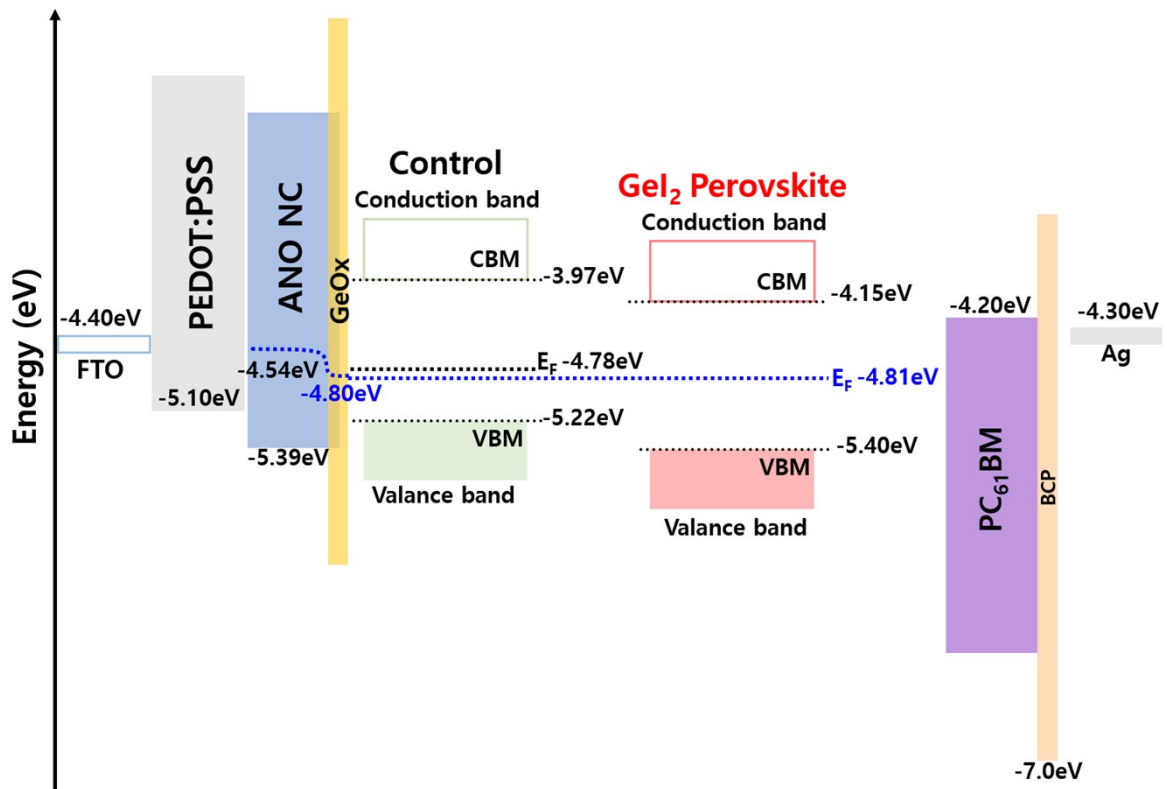 Energy (eV)
-4.40eV
FTO
PEDOT:PSS
-5.10eV
ANO NC
-4.54eV
-4.80eV
-5.39eV
GeOx
Control
Conduction band
CBM
-3.97eV
E_F -4.78eV
-5.22eV
VBM
Valance band
GeI₂ Perovskite
Conduction band
CBM
-4.15eV
E_F -4.81eV
-5.40eV
VBM
Valance band
-4.20eV
PC₆₁BM
BCP
-7.0eV
-4.30eV
Ag